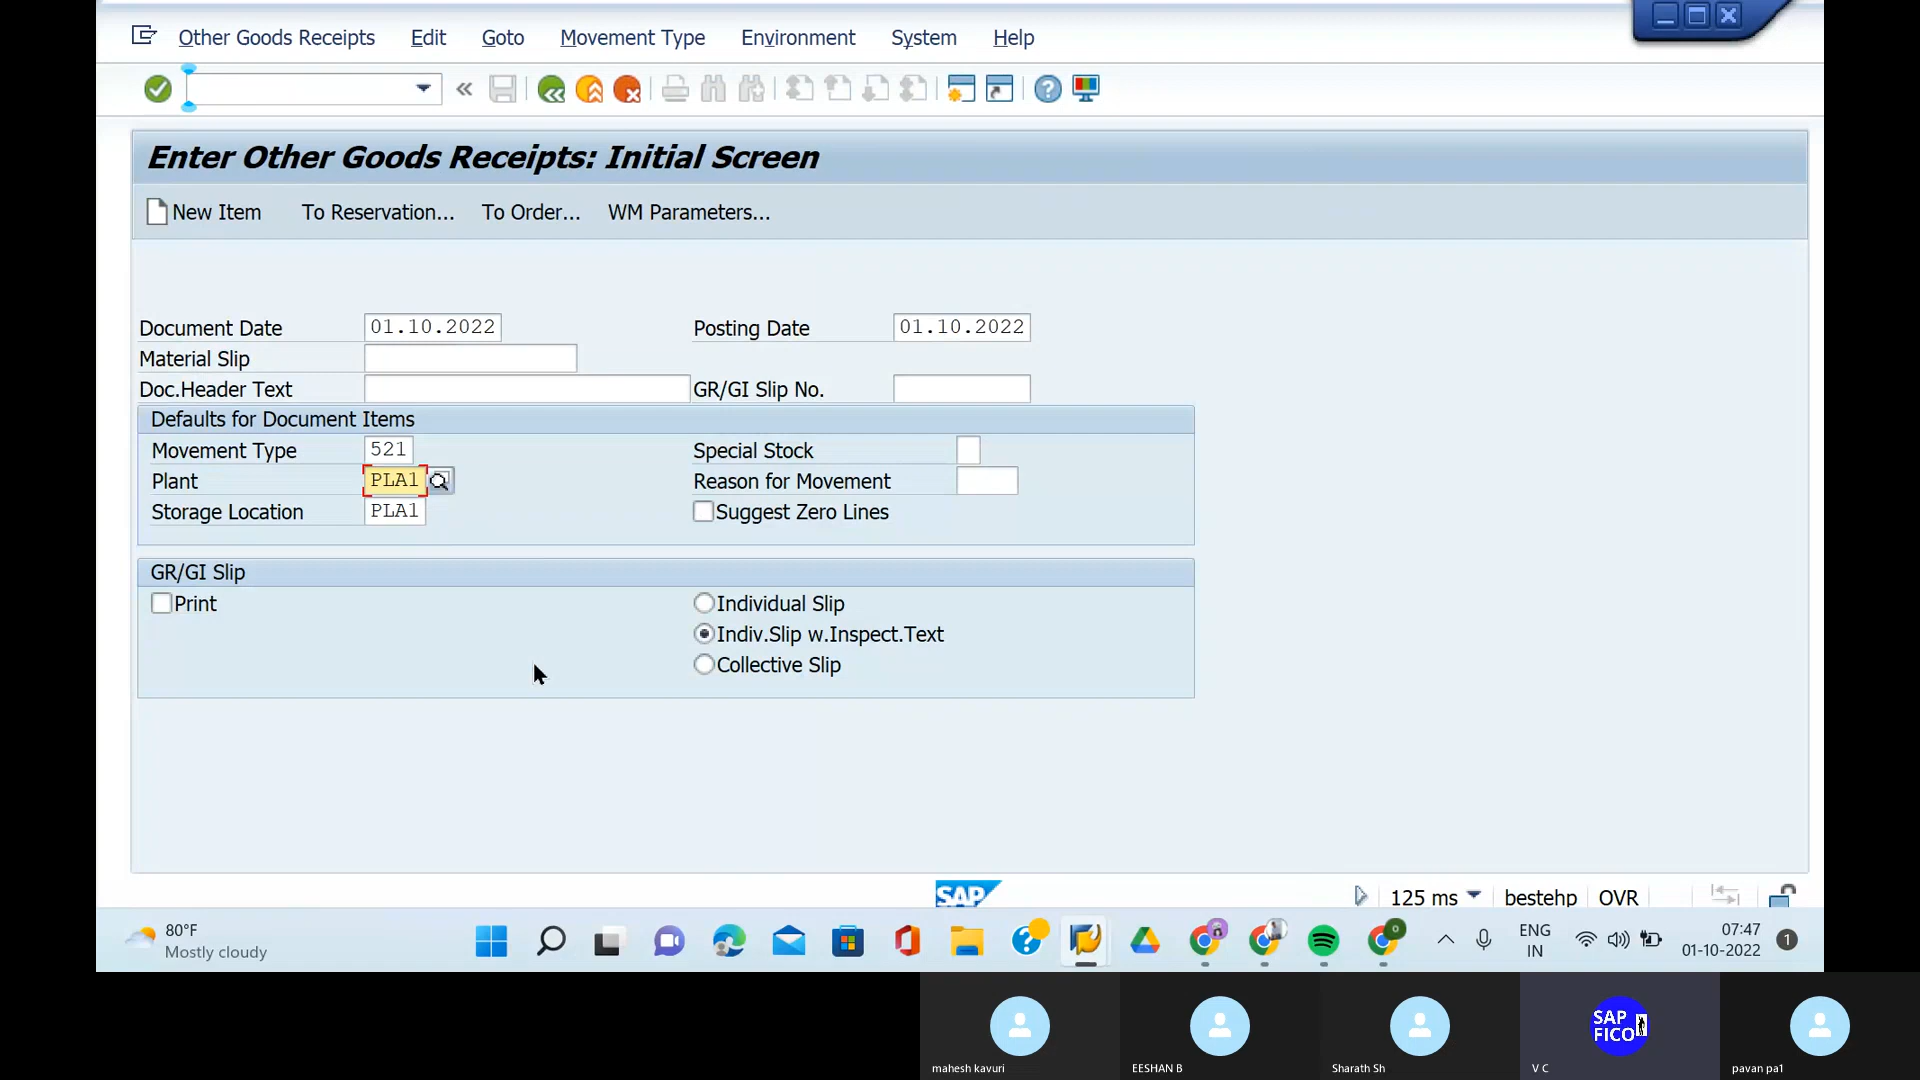 Other Goods Receipts Edit Goto Movement Type Environment System Help
Enter Other Goods Receipts: Initial Screen
New Item To Reservation... To Order... WM Parameters...
Document Date 01.10.2022 Posting Date 01.10.2022
Material Slip
Doc.Header Text GR/GI Slip No.
Defaults for Document Items
Movement Type 521 Special Stock
Plant PLA1 Reason for Movement
Storage Location PLA1 Suggest Zero Lines
GR/GI Slip
Print Individual Slip
Indiv.Slip w.Inspect.Text
Collective Slip
SAP 125 ms bestehp OVR
80°F ENG 07:47
Mostly cloudy IN 01-10-2022 1
SAP
FICO
mahesh kavuri EESHAN B Sharath Sh V C pavan pa1